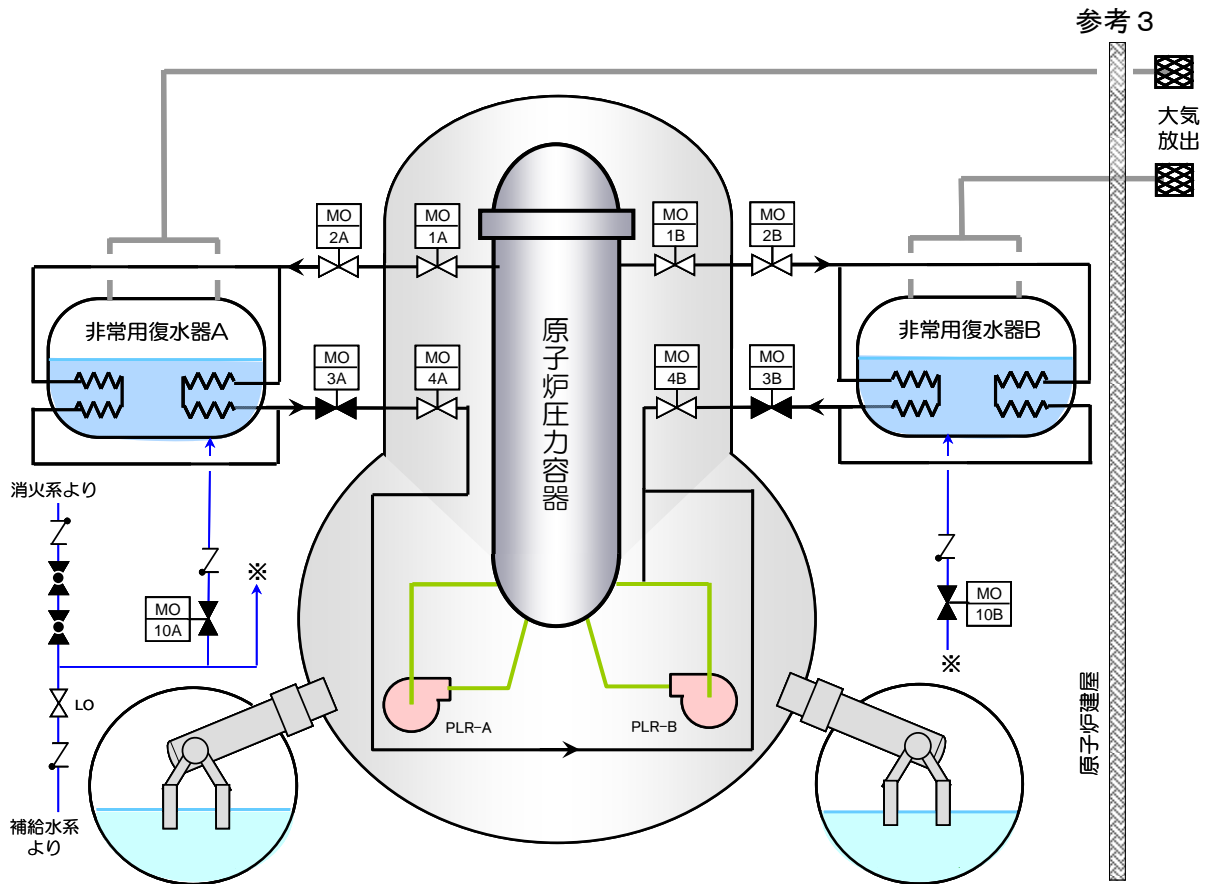 参考３
大気
放出
MO
2A
MO
1A
MO
1B
MO
2B
非常用復水器A
非常用復水器B
原子炉圧力容器
MO
3A
MO
4A
MO
4B
MO
3B
消火系より
※
MO
10A
MO
10B
※
LO
PLR-A
PLR-B
原子炉建屋
補給水系
より